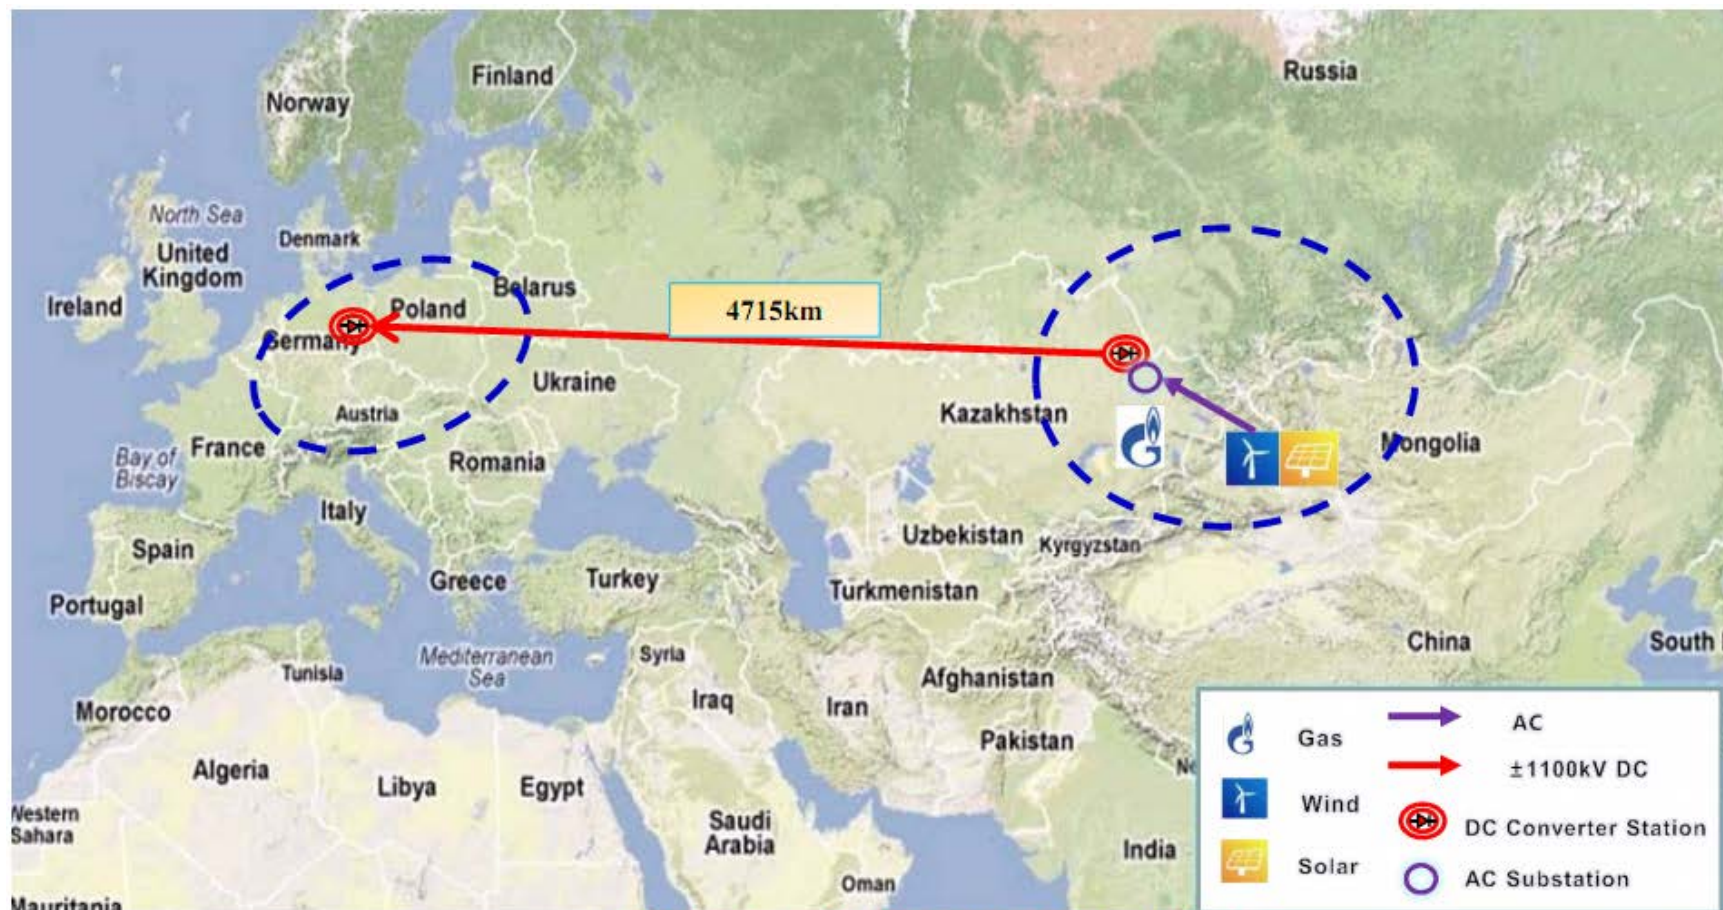 Finland
Russia
Norway
North Sea
Denmark
United
Kingdom
Belarus
Ireland
Poland
4715km
Germany
Ukraine
Austria
Kazakhstan
France
Mongolia
Bay of
Biscay
Romania
Italy
Uzbekistan
Spain
Kyrgyzstan
Greece
Turkey
Turkmenistan
Portugal
China
South
Mediterranean
Sea
Syria
Tunisia
Afghanistan
Morocco
Iraq
Iran
Pakistan
Algeria
Libya
Egypt
Ne
Western
Sahara
Saudi
Arabia
India
Oman
Mauritania
Gas
AC
±1100kV DC
Wind
DC Converter Station
Solar
AC Substation